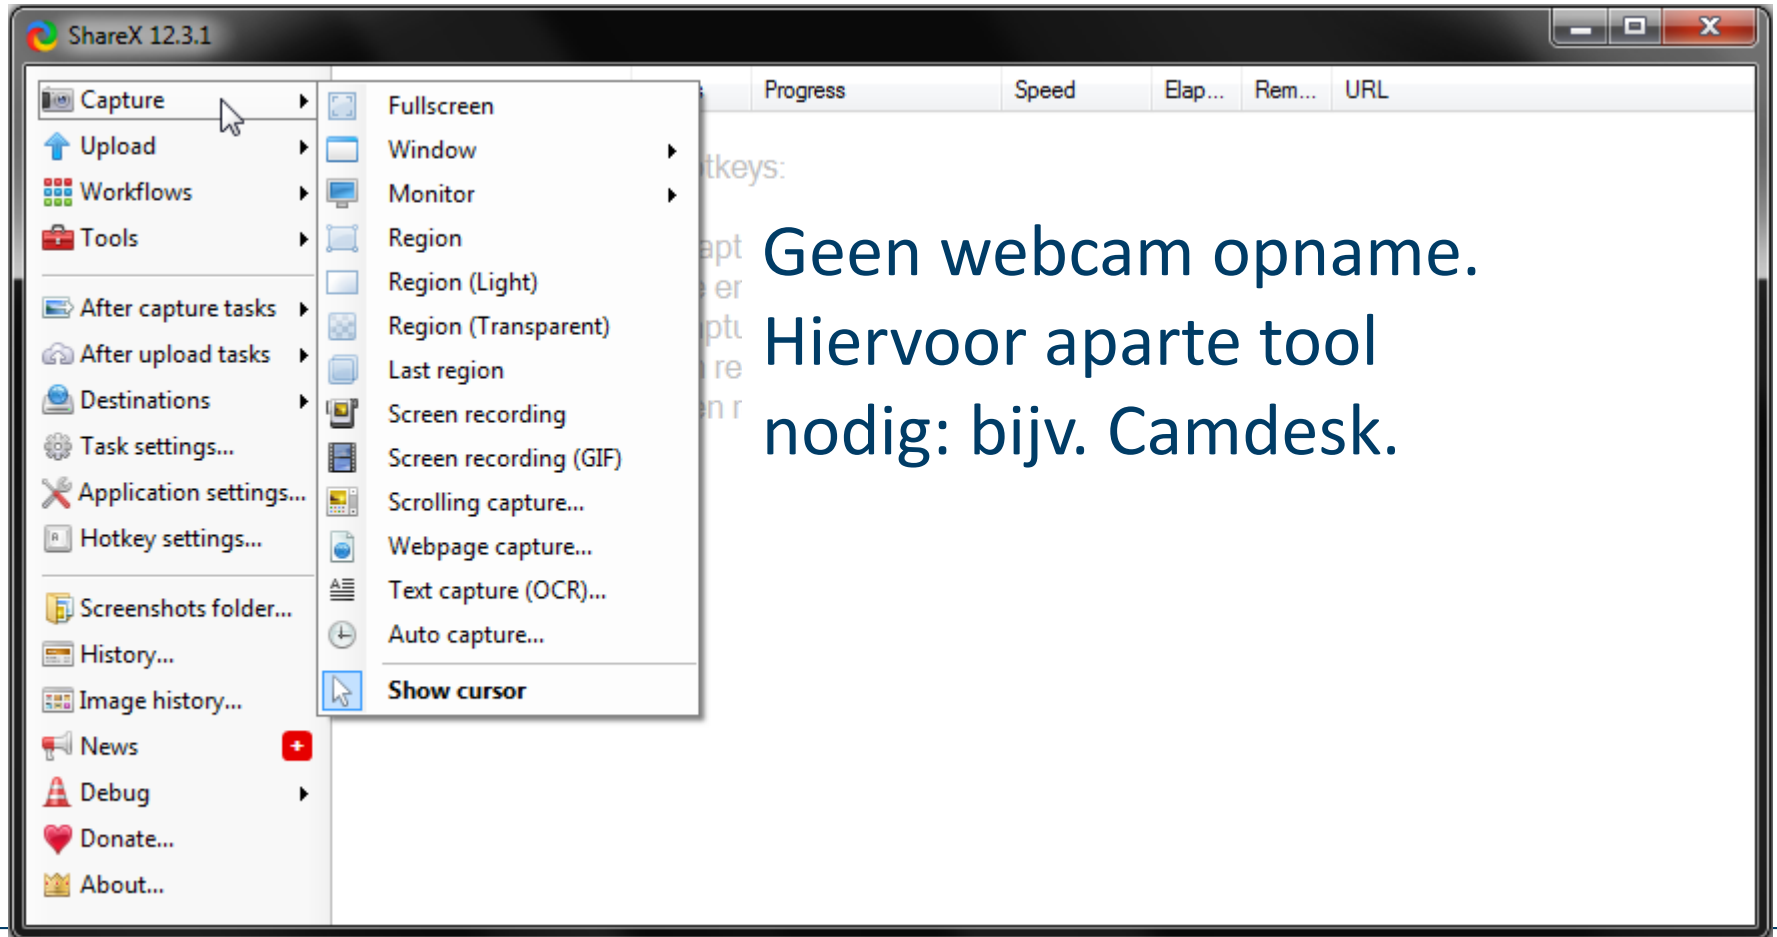 ShareX 12.3.1
Progress Speed Elap... Rem... URL
Capture
Upload
Workflows
Tools
After capture tasks
After upload tasks
Destinations
Task settings...
Application settings...
Hotkey settings...
Screenshots folder...
History...
Image history...
News
Debug
Donate...
About...
Fullscreen
Window
Monitor
Region
Region (Light)
Region (Transparent)
Last region
Screen recording
Screen recording (GIF)
Scrolling capture...
Webpage capture...
Text capture (OCR)...
Auto capture...
Show cursor
Geen webcam opname.
Hiervoor aparte tool
nodig: bijv. Camdesk.